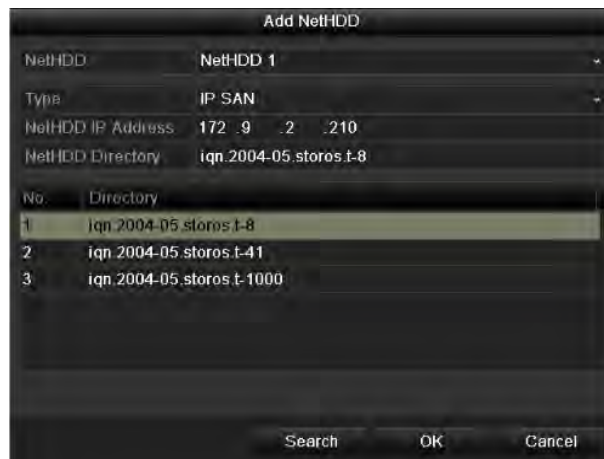 Add NetHDD
NetHDD NetHDD 1
Type IP SAN
NetHDD IP Address 172 .9 .2 .210
NetHDD Directory iqn.2004-05.storos.t-8
No. Directory
1 iqn.2004-05.storos.t-8
2 iqn.2004-05.storos.t-41
3 iqn.2004-05.storos.t-1000
Search OK Cancel